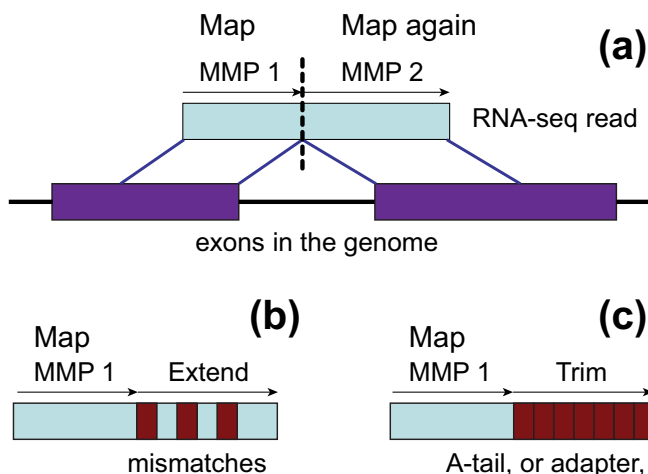 Map Map again (a)
MMP 1 MMP 2
RNA-seq read
exons in the genome
(b)
Map
MMP 1 Extend
mismatches
(c)
Map
MMP 1 Trim
A-tail, or adapter,